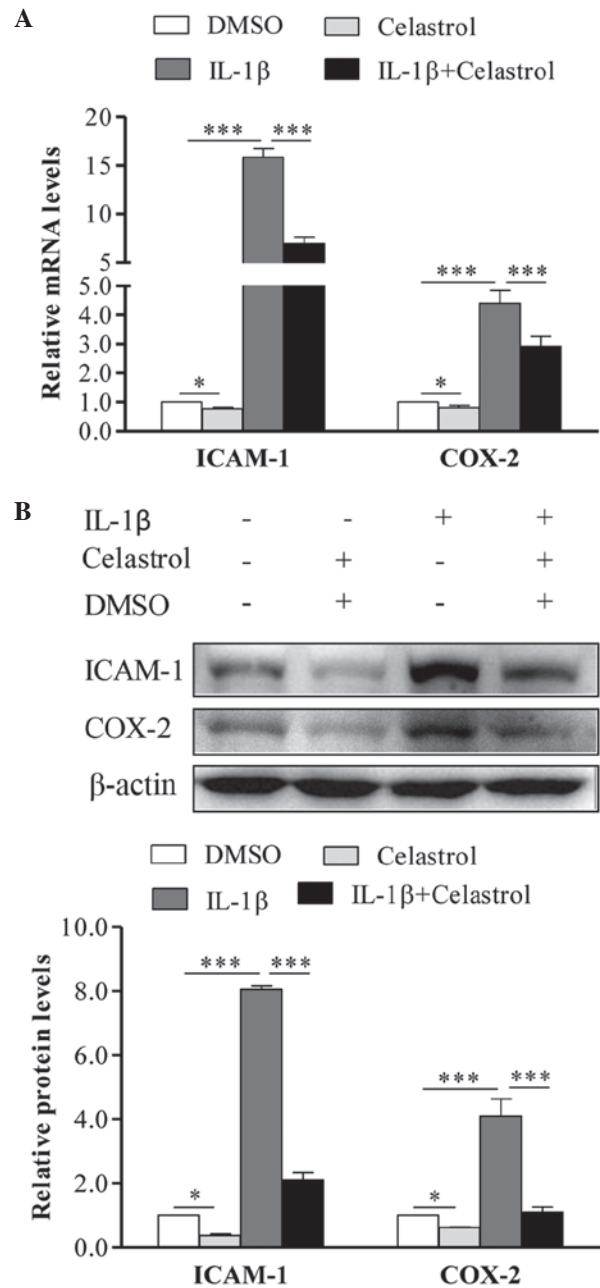 A
DMSO Celastrol
IL-1β IL-1β+Celastrol
Relative mRNA levels
20
15
10
5
5.0
4.0
3.0
2.0
1.0
0.0
*** ***
*** ***
* *
ICAM-1 COX-2
B
IL-1β - - + +
Celastrol - + - +
DMSO - + - +
ICAM-1
COX-2
β-actin
DMSO Celastrol
IL-1β IL-1β+Celastrol
Relative protein levels
10.0
8.0
6.0
4.0
2.0
0.0
*** ***
*** ***
* *
ICAM-1 COX-2